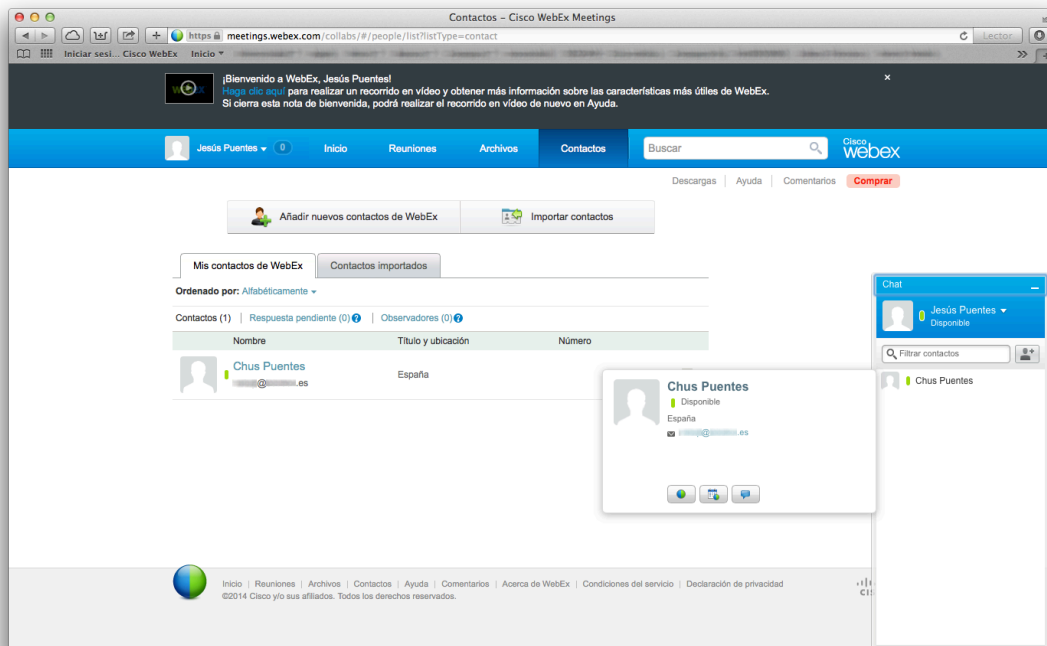 Contactos – Cisco WebEx Meetings
https meetings.webex.com/collabs/#/people/list?listType=contact
Lector
Iniciar sesi... Cisco WebEx Inicio
¡Bienvenido a WebEx, Jesús Puentes!
Haga clic aquí para realizar un recorrido en vídeo y obtener más información sobre las características más útiles de WebEx.
Si cierra esta nota de bienvenida, podrá realizar el recorrido en vídeo de nuevo en Ayuda.
Jesús Puentes 0 Inicio Reuniones Archivos Contactos Buscar Cisco webex
Descargas | Ayuda | Comentarios Comprar
Añadir nuevos contactos de WebEx Importar contactos
Mis contactos de WebEx Contactos importados
Ordenado por: Alfabéticamente
Contactos (1) | Respuesta pendiente (0) ? | Observadores (0) ?
Nombre Título y ubicación Número
Chus Puentes
España
@ .es
Chus Puentes
Disponible
España
@ .es
Chat
Jesús Puentes
Disponible
Filtrar contactos
Chus Puentes
Inicio | Reuniones | Archivos | Contactos | Ayuda | Comentarios | Acerca de WebEx | Condiciones del servicio | Declaración de privacidad
©2014 Cisco y/o sus afiliados. Todos los derechos reservados.